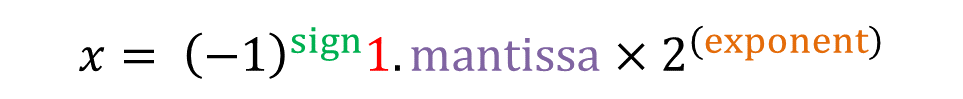 x = (−1)^sign 1.mantissa × 2^(exponent)